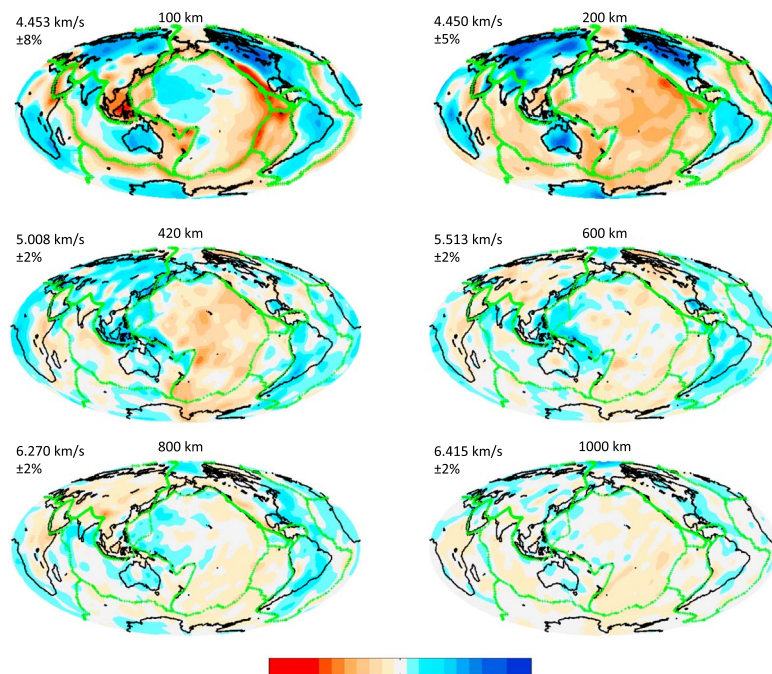 4.453 km/s
±8%
100 km
4.450 km/s
±5%
200 km
5.008 km/s
±2%
420 km
5.513 km/s
±2%
600 km
6.270 km/s
±2%
800 km
6.415 km/s
±2%
1000 km